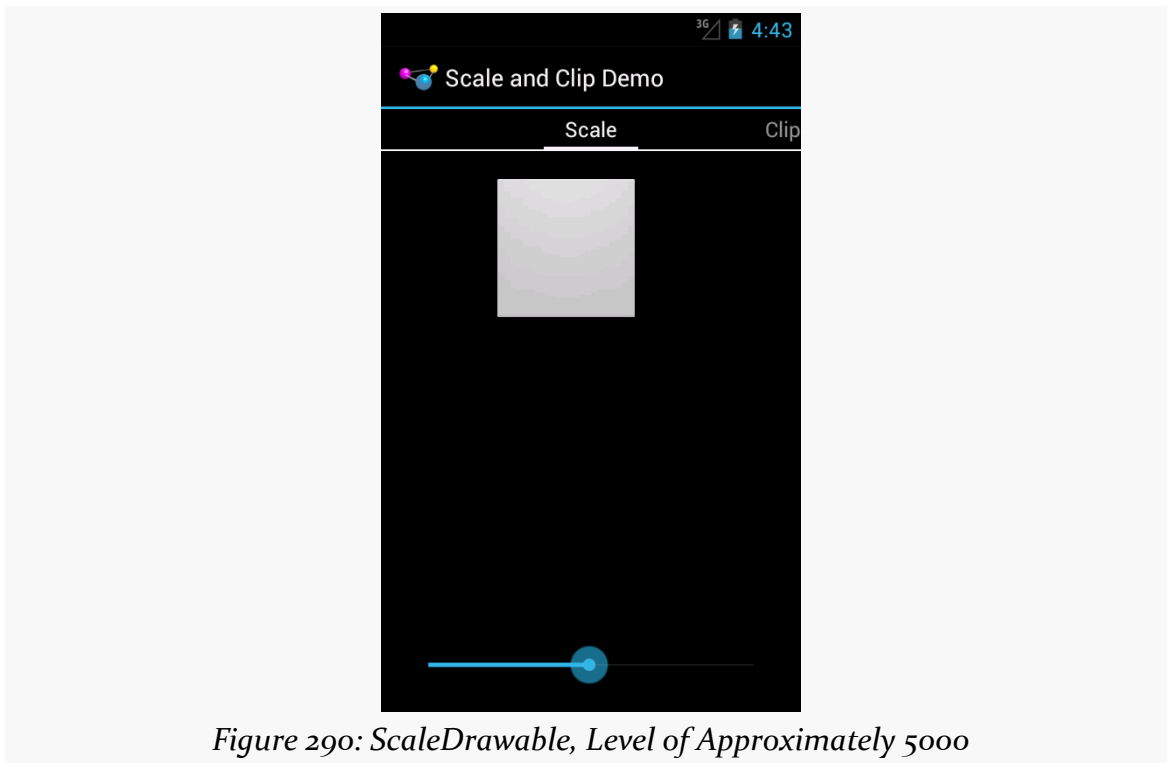 3G 4:43
Scale and Clip Demo
Scale Clip
Figure 290: ScaleDrawable, Level of Approximately 5000